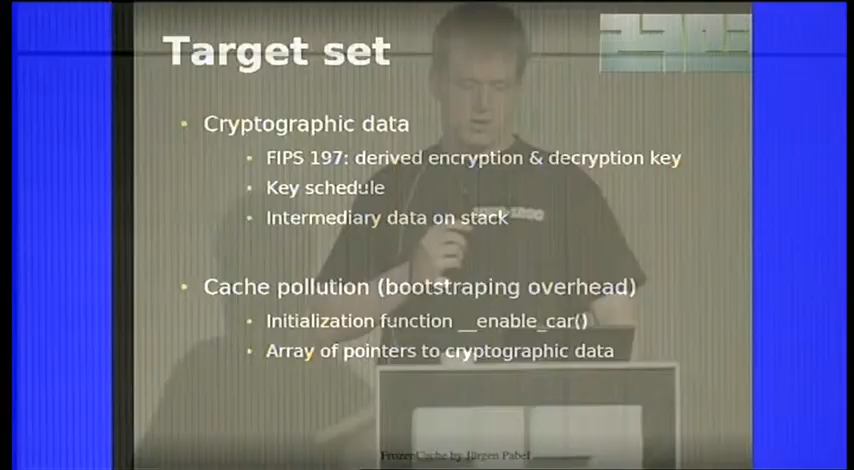 Target set
Cryptographic data
FIPS 197: derived encryption & decryption key
Key schedule
Intermediary data on stack
Cache pollution (bootstraping overhead)
Initialization function __enable_car()
Array of pointers to cryptographic data
FrozenCache by Jürgen Pabel